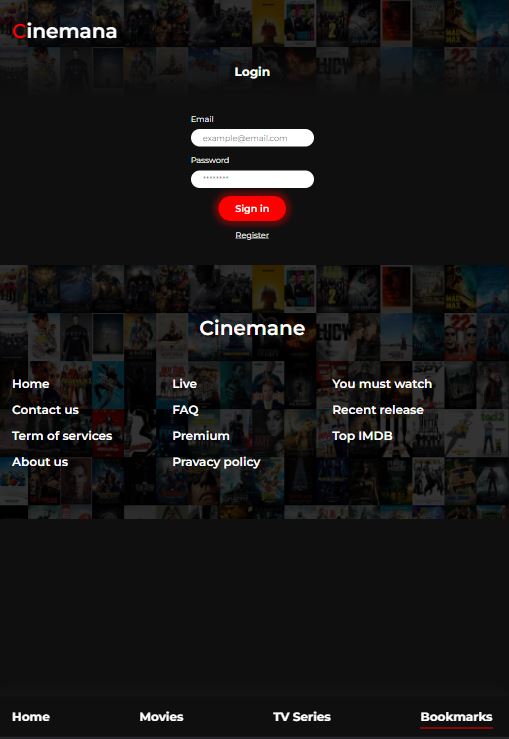 Cinemana
Login
Email
example@email.com
Password
********
Sign in
Register
Cinemane
Home Live You must watch
Contact us FAQ Recent release
Term of services Premium Top IMDB
About us Pravacy policy
Home Movies TV Series Bookmarks